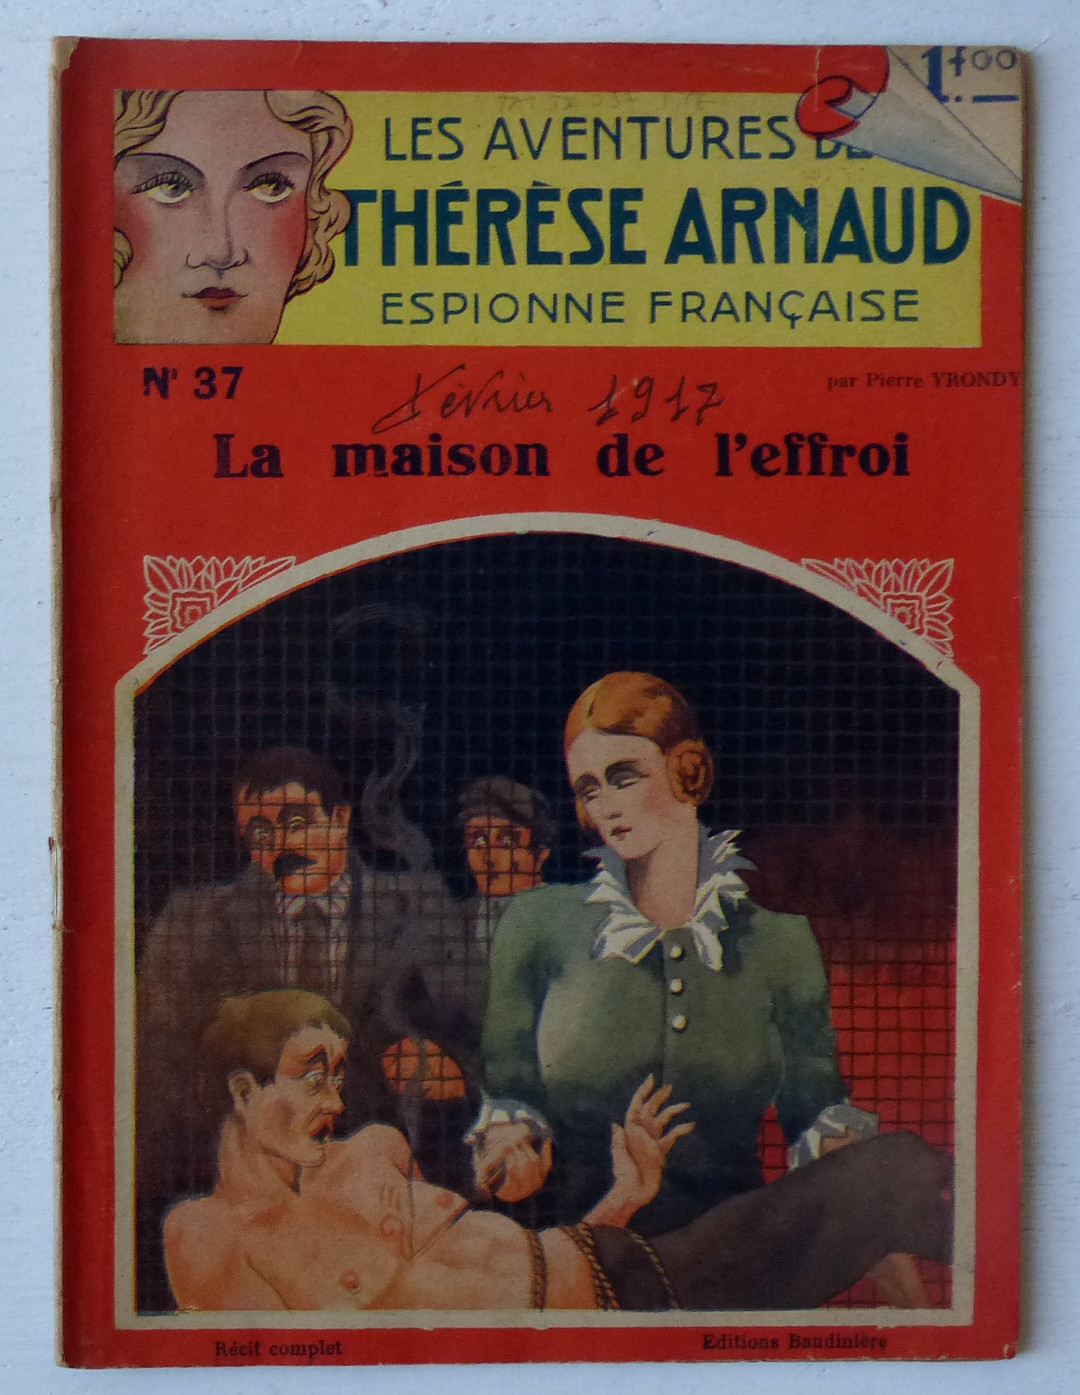 1.f00
LES AVENTURES DE
THÉRÈSE ARNAUD
ESPIONNE FRANÇAISE
N° 37
par Pierre YRONDY
Février 1917
La maison de l'effroi
Récit complet
Editions Baudinière